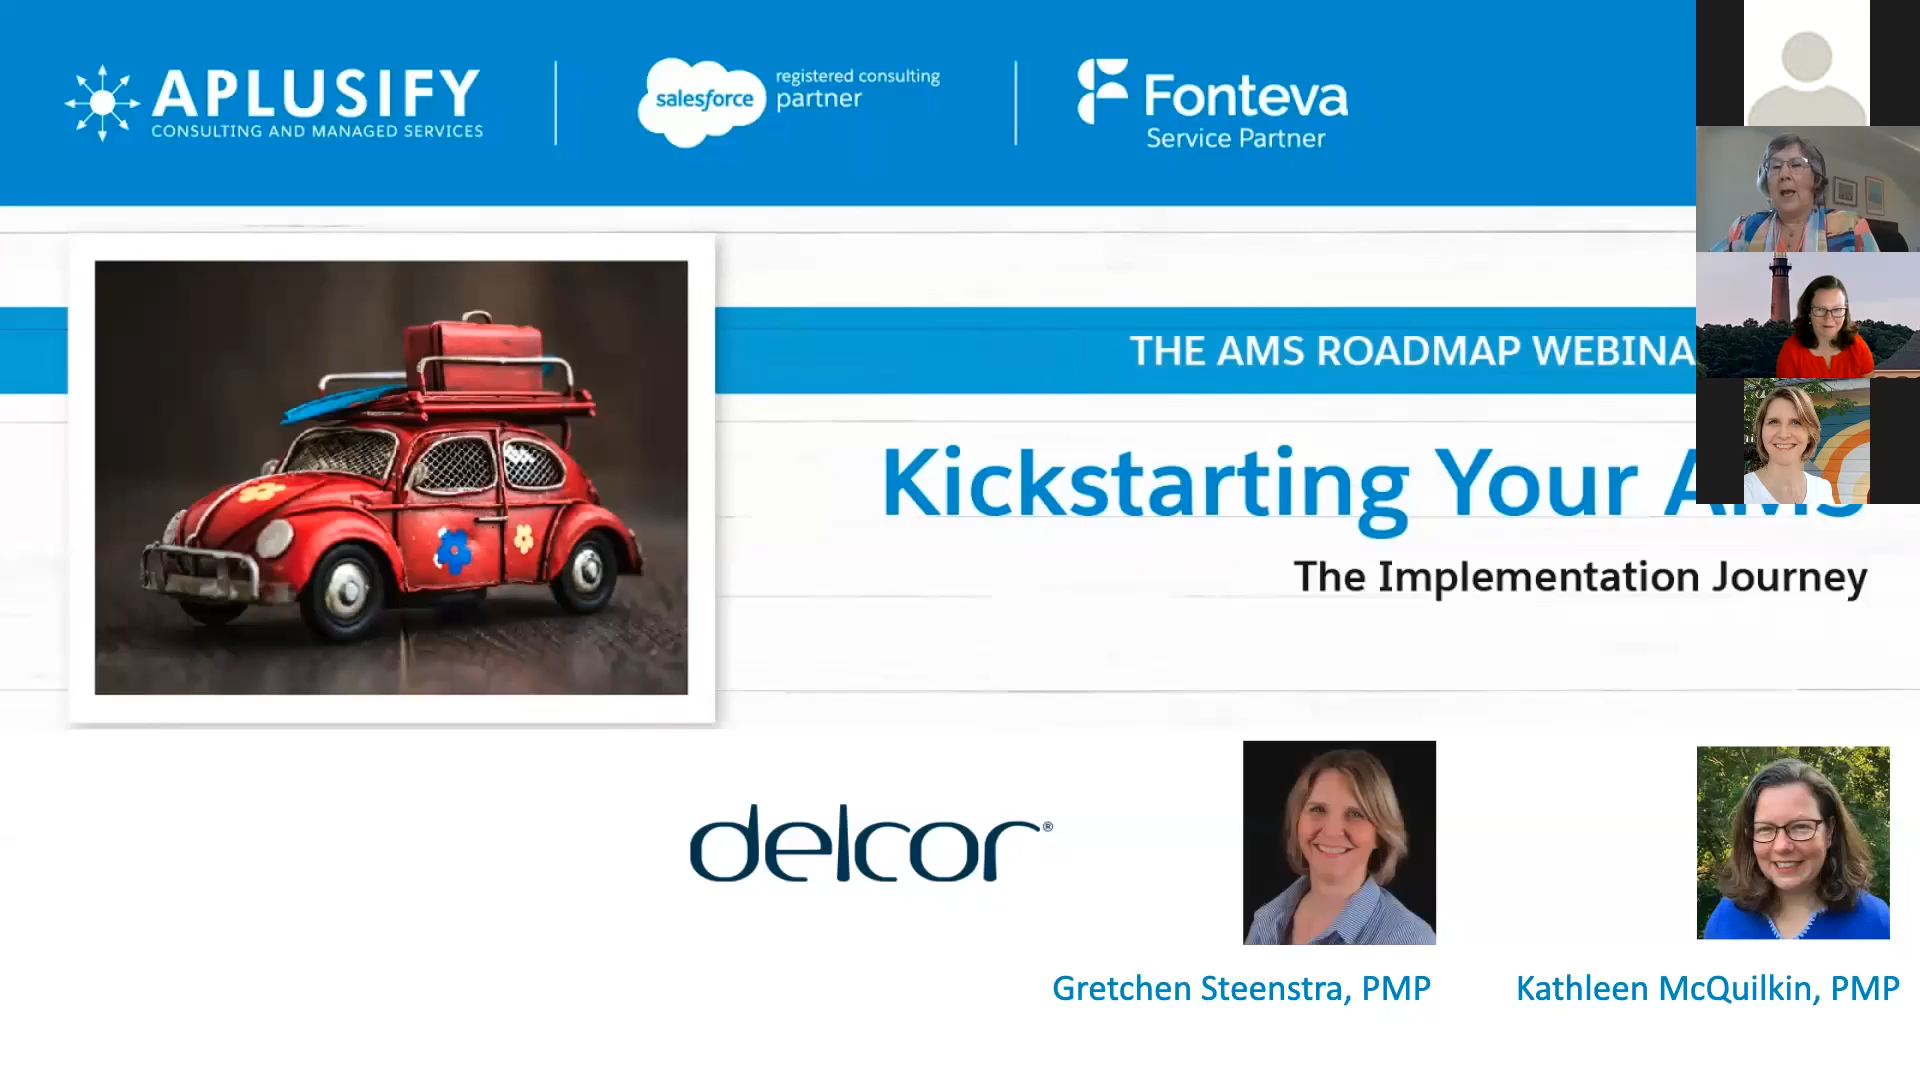 APLUSIFY
CONSULTING AND MANAGED SERVICES
salesforce
registered consulting
partner
Fonteva
Service Partner
THE AMS ROADMAP WEBINA
Kickstarting Your AMS
The Implementation Journey
delcor®
Gretchen Steenstra, PMP
Kathleen McQuilkin, PMP